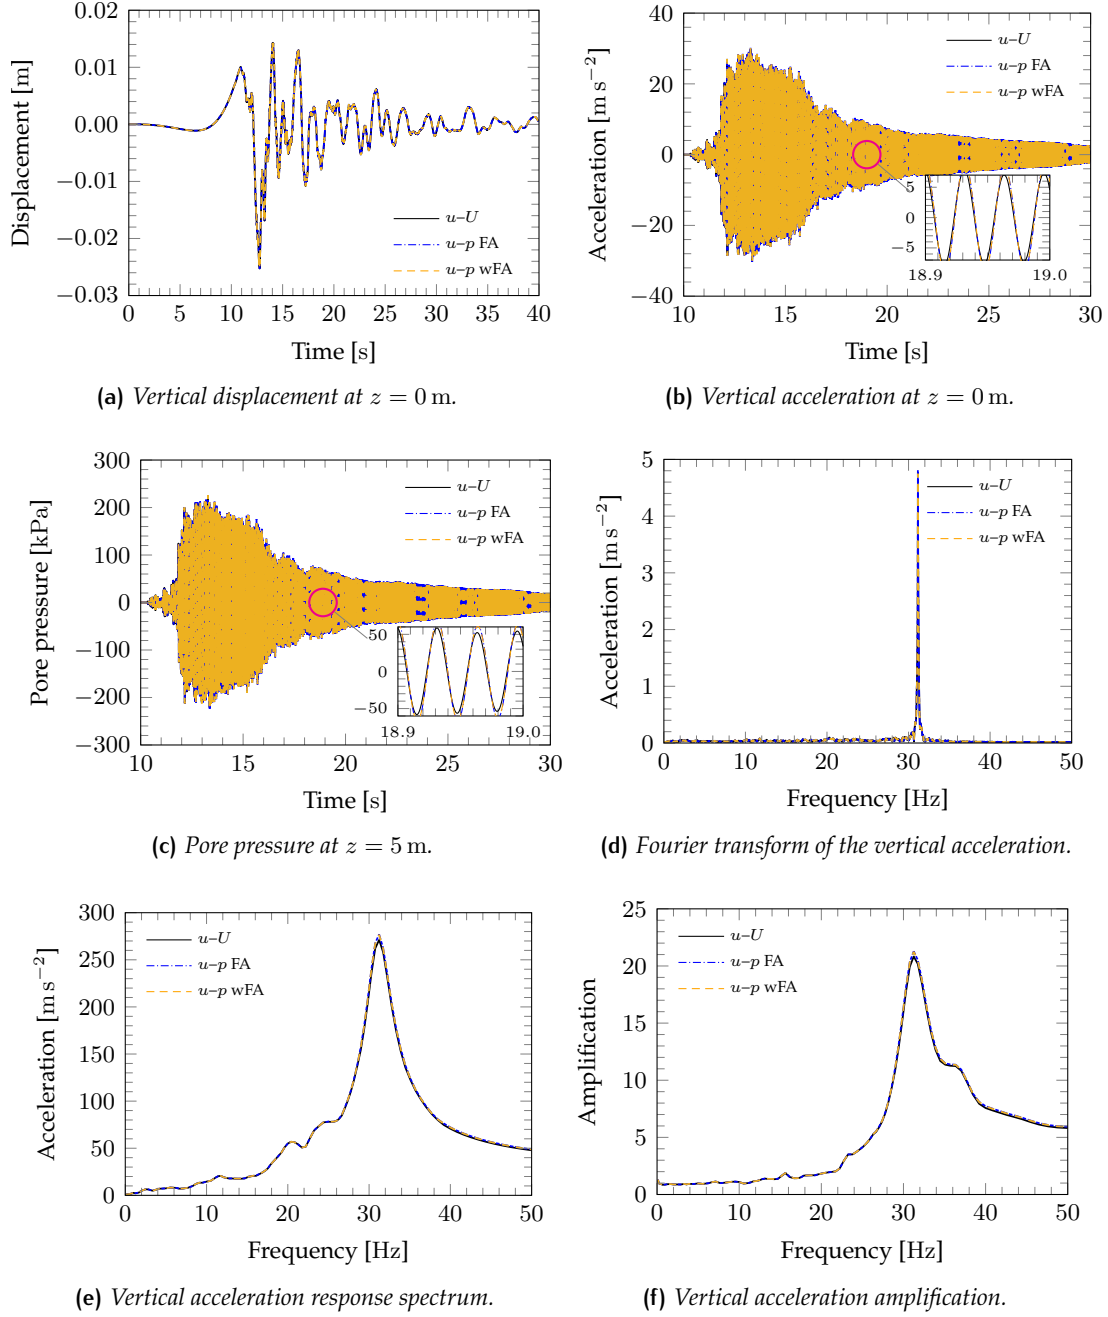 0.02
0.01
0.00
−0.01
−0.02
−0.03
Displacement [m]
u–U
u–p FA
u–p wFA
0 5 10 15 20 25 30 35 40
Time [s]
(a) Vertical displacement at z = 0 m.
40
20
0
−20
−40
Acceleration [m s−2]
u–U
u–p FA
u–p wFA
5
0
−5
18.9 19.0
10 15 20 25 30
Time [s]
(b) Vertical acceleration at z = 0 m.
300
200
100
0
−100
−200
−300
Pore pressure [kPa]
u–U
u–p FA
u–p wFA
50
0
−50
18.9 19.0
10 15 20 25 30
Time [s]
(c) Pore pressure at z = 5 m.
5
4
3
2
1
0
Acceleration [m s−2]
u–U
u–p FA
u–p wFA
0 10 20 30 40 50
Frequency [Hz]
(d) Fourier transform of the vertical acceleration.
300
250
200
150
100
50
0
Acceleration [m s−2]
u–U
u–p FA
u–p wFA
0 10 20 30 40 50
Frequency [Hz]
(e) Vertical acceleration response spectrum.
25
20
15
10
5
0
Amplification
u–U
u–p FA
u–p wFA
0 10 20 30 40 50
Frequency [Hz]
(f) Vertical acceleration amplification.